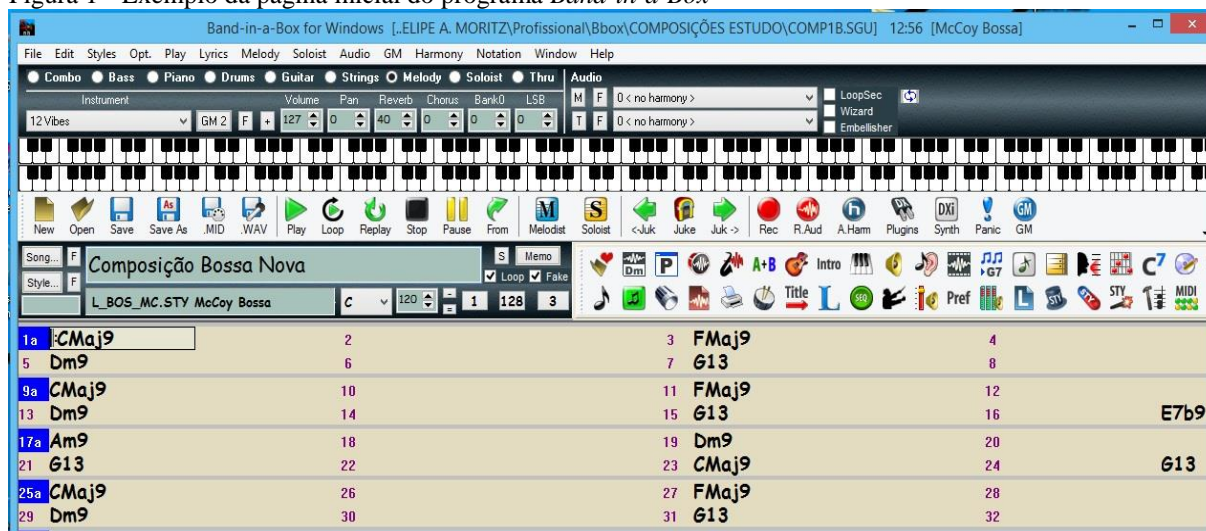 Figura 1 - Exemplo da página inicial do programa Band-in-a-Box
Band-in-a-Box for Windows [..ELIPE A. MORITZ\Profissional\Bbox\COMPOSIÇÕES ESTUDO\COMP1B.SGU] 12:56 [McCoy Bossa]
File Edit Styles Opt. Play Lyrics Melody Soloist Audio GM Harmony Notation Window Help
Combo Bass Piano Drums Guitar Strings Melody Soloist Thru Audio
Instrument Volume Pan Reverb Chorus Bank0 LSB M F 0 < no harmony > LoopSec
Wizard
12 Vibes GM 2 F + 127 0 40 0 0 0 T F 0 < no harmony > Embellisher
New Open Save Save As .MID .WAV Play Loop Replay Stop Pause From Melodist Soloist <-Juk Juke Juk -> Rec R.Aud A.Harm Plugins Synth Panic GM
Song... F Composição Bossa Nova S Memo
Style... F Loop Fake
L_BOS_MC.STY McCoy Bossa C 120 - = 1 128 3
Dm P A+B Intro G7 C7
Title L SEQ Pref L STL STY MIDI
1a CMaj9 2 3 FMaj9 4
5 Dm9 6 7 G13 8
9a CMaj9 10 11 FMaj9 12
13 Dm9 14 15 G13 16 E7b9
17a Am9 18 19 Dm9 20
21 G13 22 23 CMaj9 24 G13
25a CMaj9 26 27 FMaj9 28
29 Dm9 30 31 G13 32